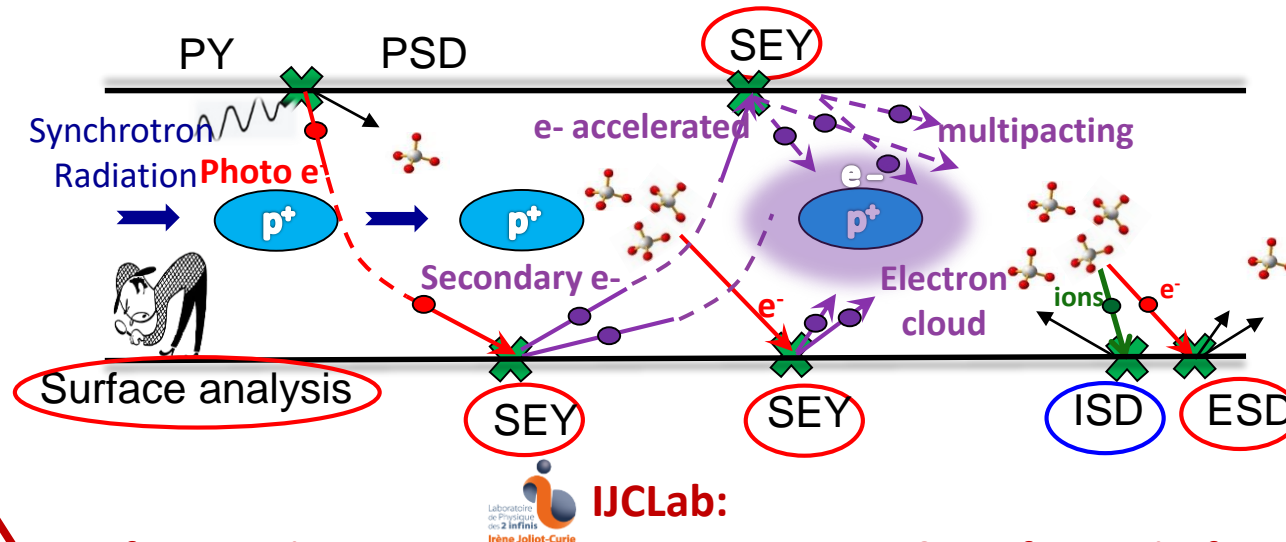 PY PSD SEY
Synchrotron
Radiation
Photo e-
e- accelerated
multipacting
e-
p+ p+ p+
Secondary e-
Electron
cloud
e-
ions
e-
Surface analysis
SEY SEY ISD ESD
Laboratoire
de Physique
des 2 infinis
Irène Joliot-Curie
IJCLab: